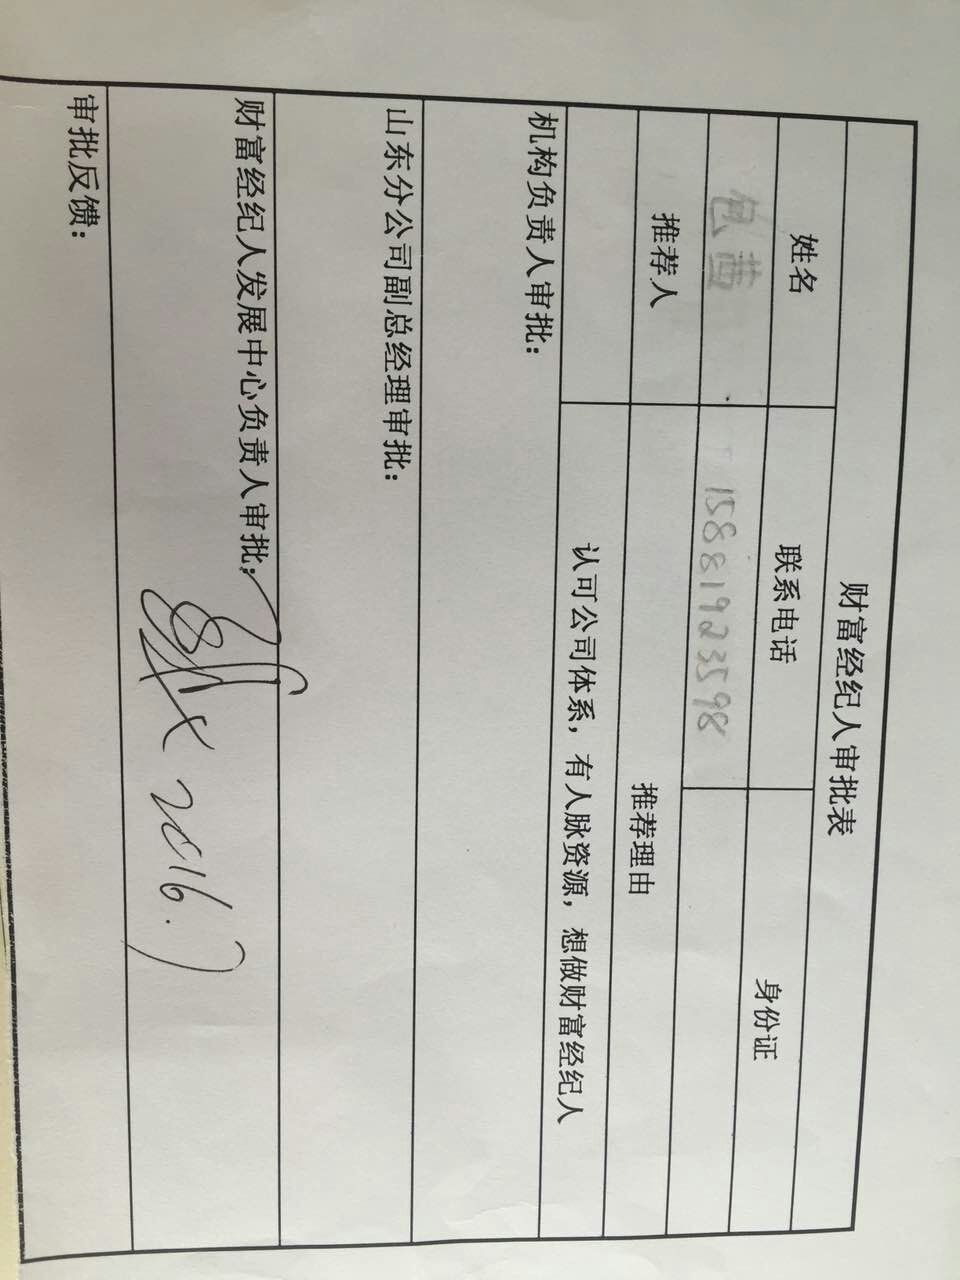 财富经纪人审批表
姓名 联系电话 身份证
包茜 15881923598
推荐人 推荐理由
认可公司体系，有人脉资源，想做财富经纪人
机构负责人审批：
山东分公司副总经理审批：
财富经纪人发展中心负责人审批：
2016.7
审批反馈：